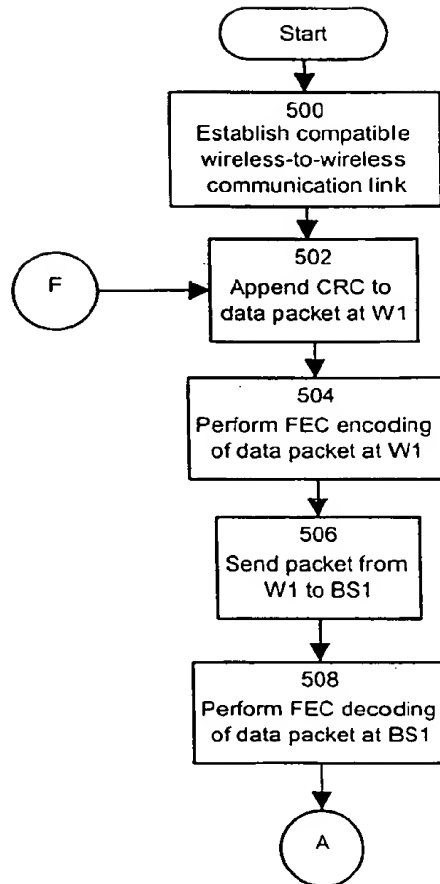 Start
500
Establish compatible
wireless-to-wireless
communication link
F
502
Append CRC to
data packet at W1
504
Perform FEC encoding
of data packet at W1
506
Send packet from
W1 to BS1
508
Perform FEC decoding
of data packet at BS1
A